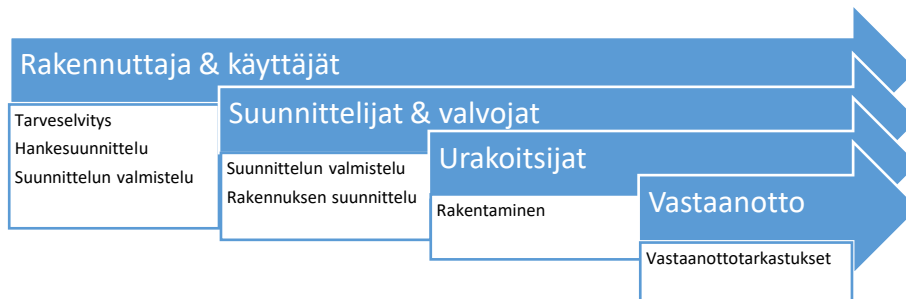 Rakennuttaja & käyttäjät
Tarveselvitys
Hankesuunnittelu
Suunnittelun valmistelu
Suunnittelijat & valvojat
Suunnittelun valmistelu
Rakennuksen suunnittelu
Urakoitsijat
Rakentaminen
Vastaanotto
Vastaanottotarkastukset